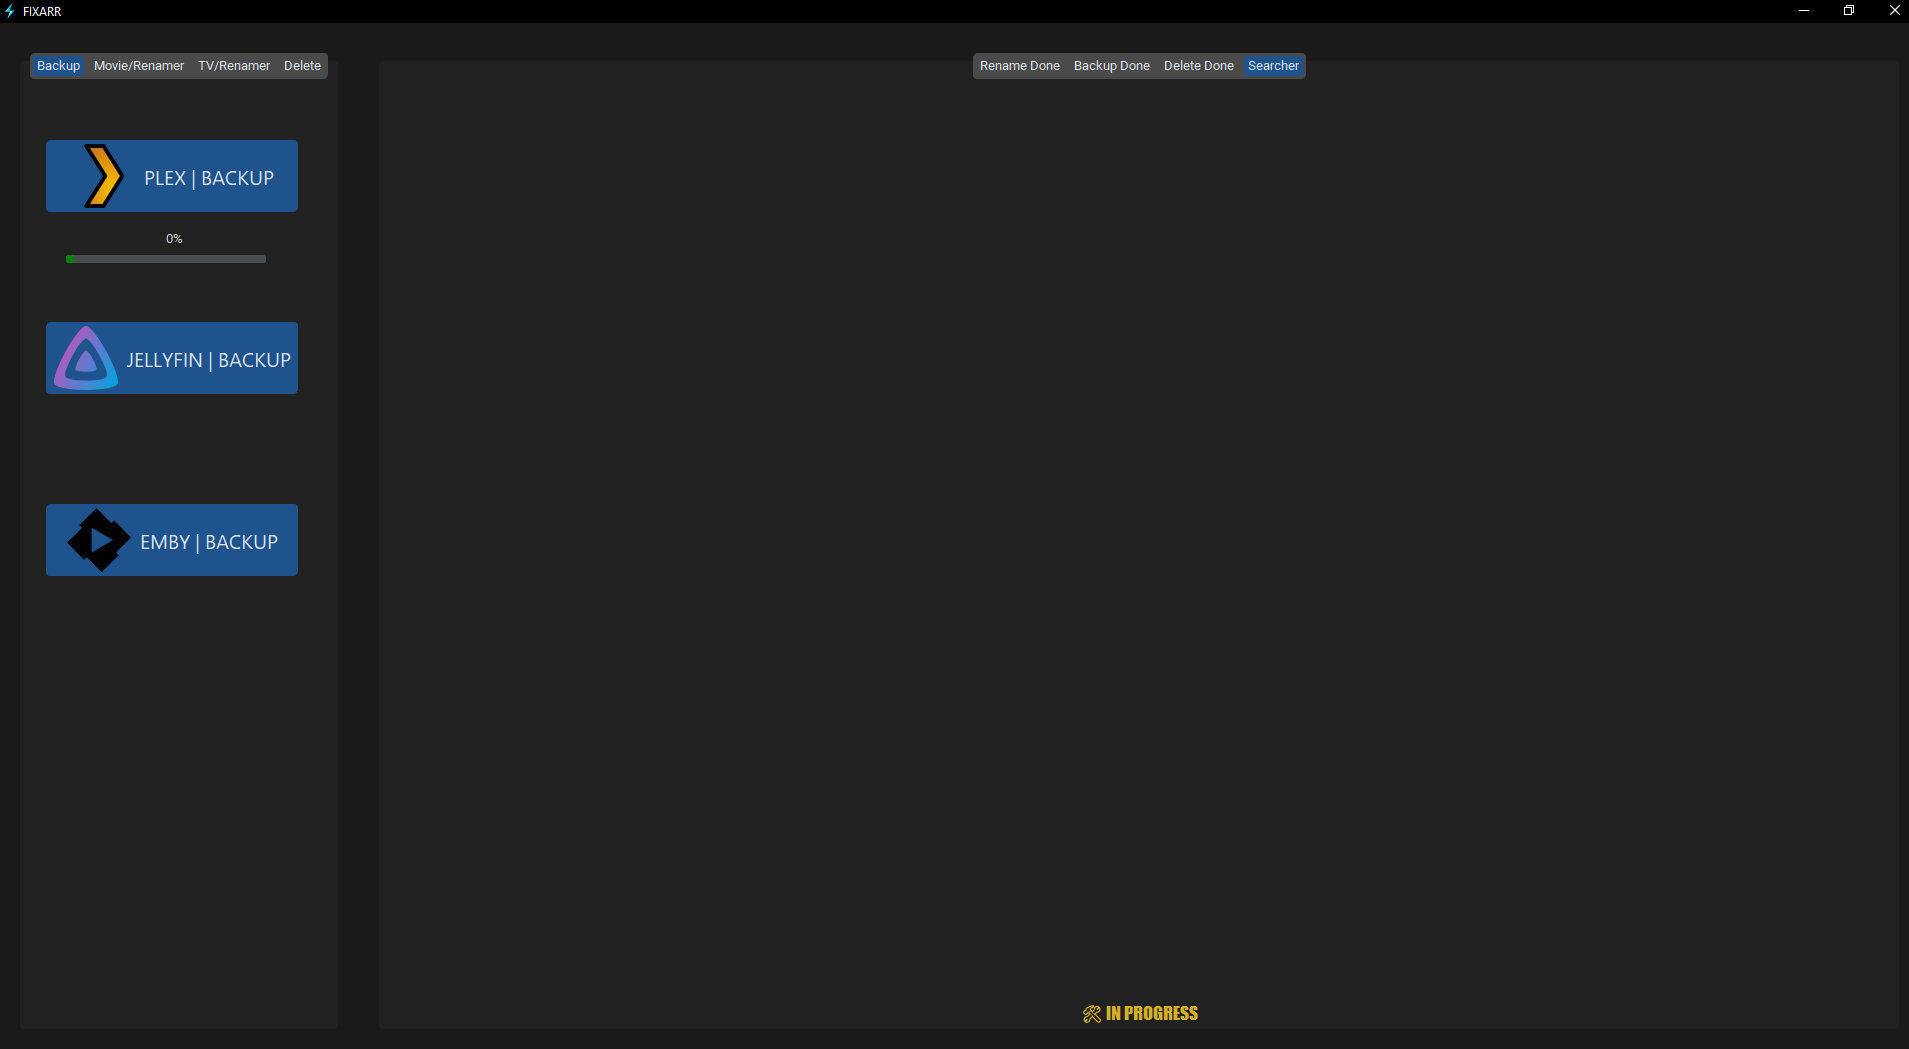 FIXARR
Backup Movie/Renamer TV/Renamer Delete
Rename Done Backup Done Delete Done Searcher
PLEX | BACKUP
0%
JELLYFIN | BACKUP
EMBY | BACKUP
IN PROGRESS